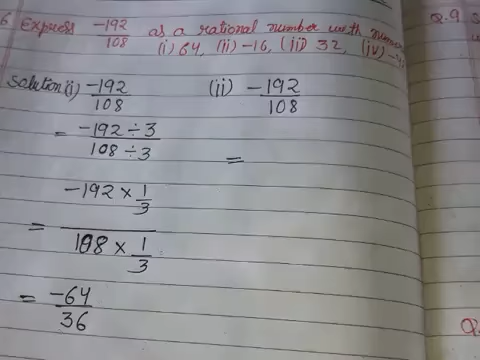 6 Express -192/108 as a rational number with
(i) 64, (ii) -16, (iii) 32, (iv)
Q.9
Solution(i) -192/108 (ii) -192/108
= -192 ÷ 3 / 108 ÷ 3 =
= -192 × 1/3 / 108 × 1/3
= -64/36
Q.